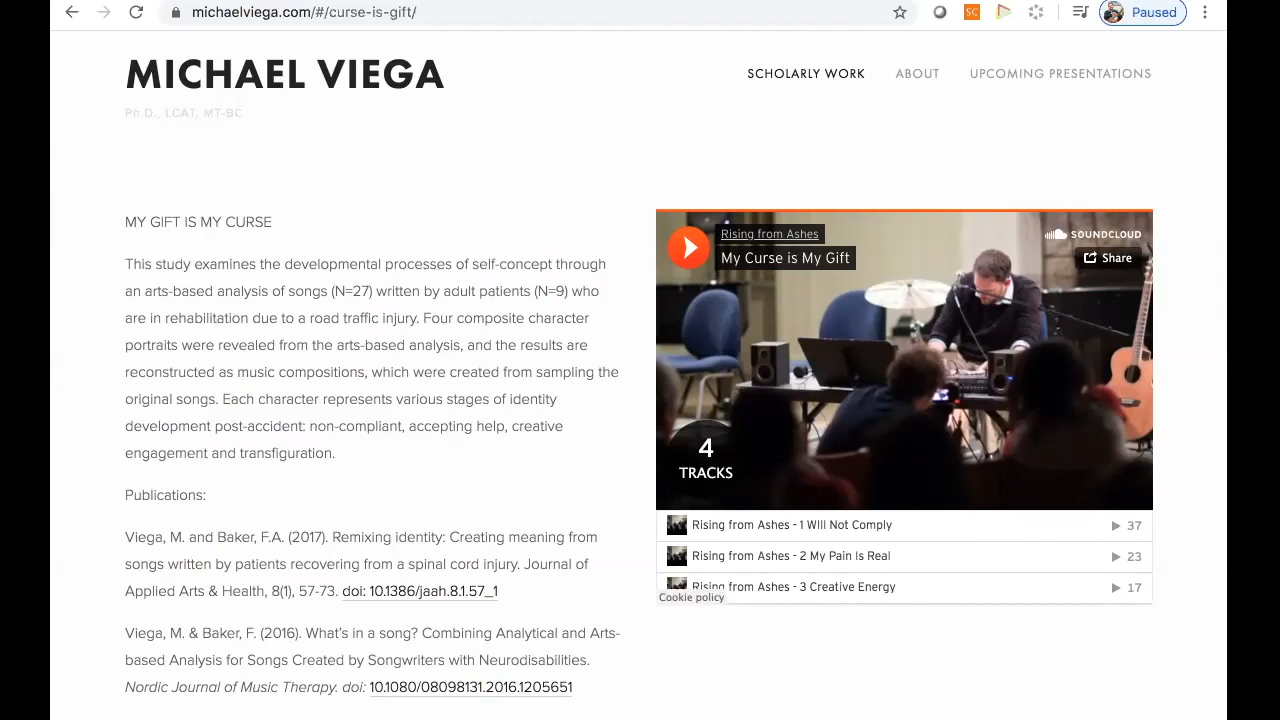 michaelviega.com/#/curse-is-gift/
SC
Paused
MICHAEL VIEGA
SCHOLARLY WORK
ABOUT
UPCOMING PRESENTATIONS
Ph.D., LCAT, MT-BC
MY GIFT IS MY CURSE
This study examines the developmental processes of self-concept through
an arts-based analysis of songs (N=27) written by adult patients (N=9) who
are in rehabilitation due to a road traffic injury. Four composite character
portraits were revealed from the arts-based analysis, and the results are
reconstructed as music compositions, which were created from sampling the
original songs. Each character represents various stages of identity
development post-accident: non-compliant, accepting help, creative
engagement and transfiguration.
Publications:
Viega, M. and Baker, F.A. (2017). Remixing identity: Creating meaning from
songs written by patients recovering from a spinal cord injury. Journal of
Applied Arts & Health, 8(1), 57-73. doi: 10.1386/jaah.8.1.57_1
Viega, M. & Baker, F. (2016). What's in a song? Combining Analytical and Arts-
based Analysis for Songs Created by Songwriters with Neurodisabilities.
Nordic Journal of Music Therapy. doi: 10.1080/08098131.2016.1205651
Rising from Ashes
My Curse is My Gift
SOUNDCLOUD
Share
4
TRACKS
Rising from Ashes - 1 WIll Not Comply
37
Rising from Ashes - 2 My Pain Is Real
23
Rising from Ashes - 3 Creative Energy
17
Cookie policy